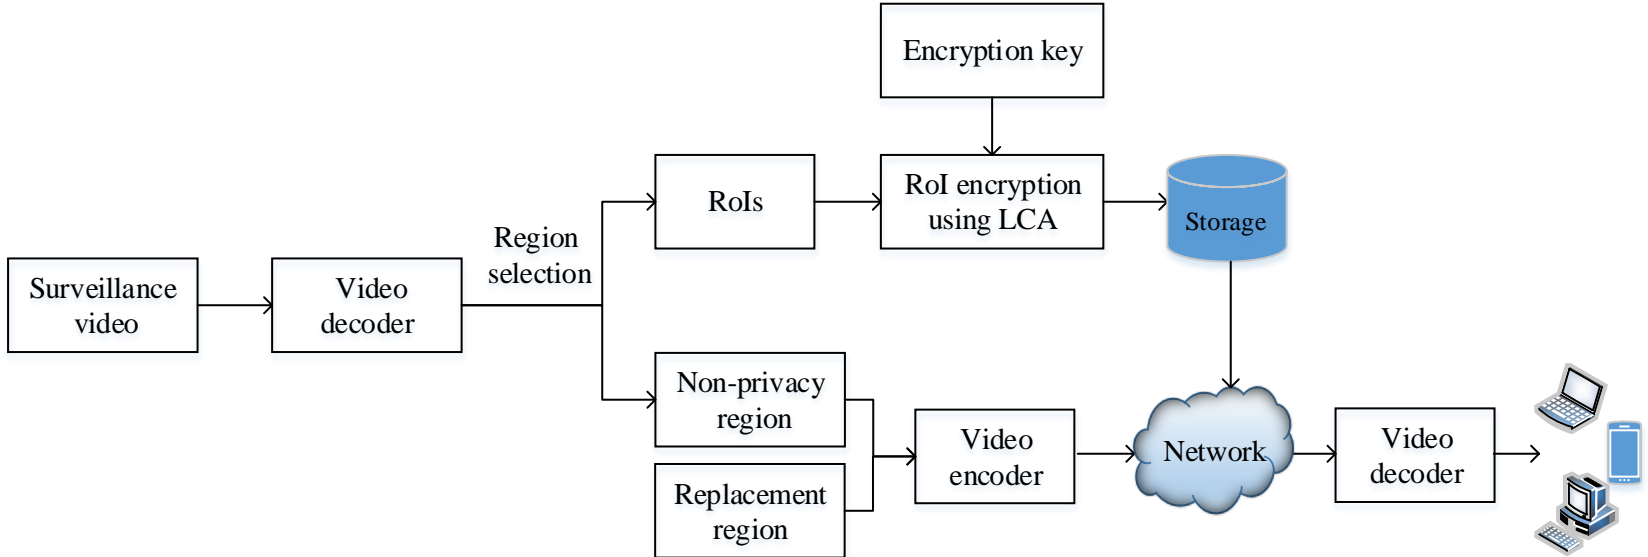 Encryption key
RoIs
RoI encryption
using LCA
Storage
Region
selection
Surveillance
video
Video
decoder
Non-privacy
region
Replacement
region
Video
encoder
Network
Video
decoder